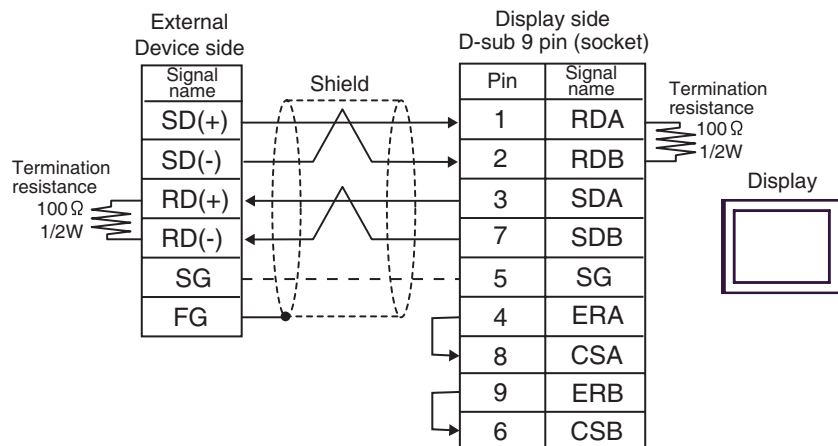 External
Device side
Display side
D-sub 9 pin (socket)
Signal
name
Shield
Pin
Signal
name
Termination
resistance
100 Ω
1/2W
SD(+)
1
RDA
SD(-)
2
RDB
Termination
resistance
100 Ω
1/2W
RD(+)
3
SDA
Display
RD(-)
7
SDB
SG
5
SG
FG
4
ERA
8
CSA
9
ERB
6
CSB